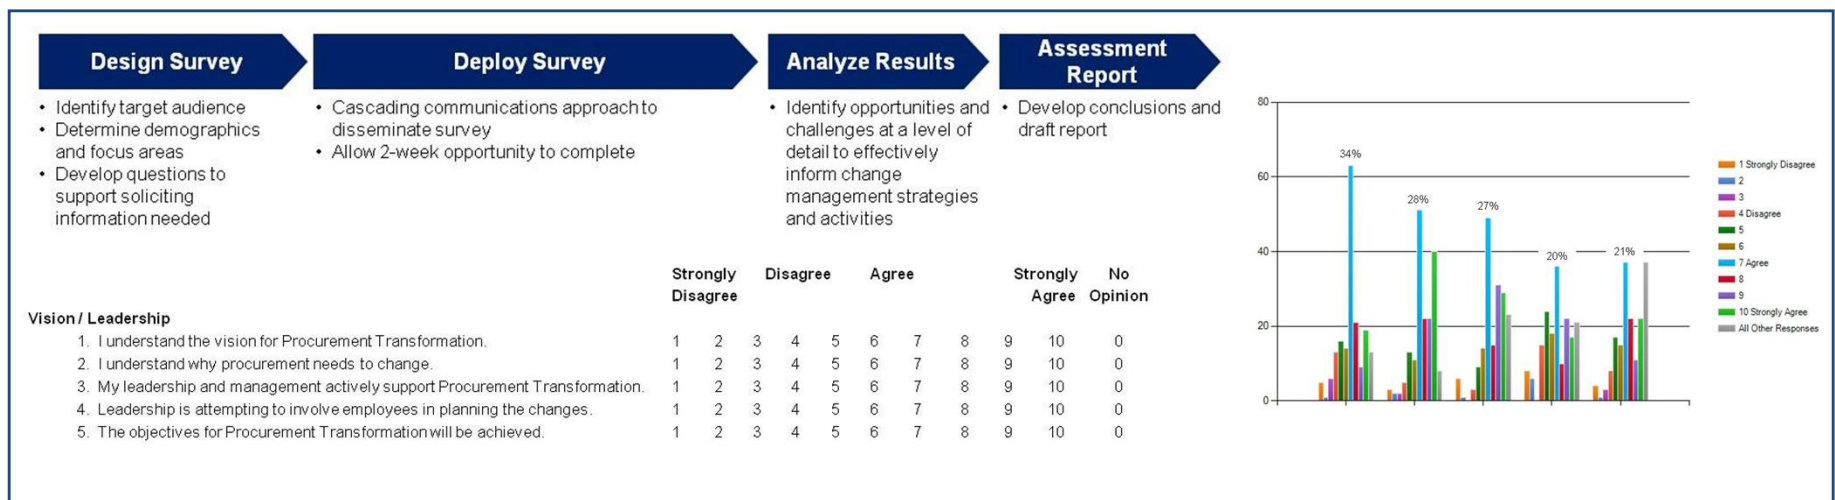 Design Survey
• Identify target audience
• Determine demographics
and focus areas
• Develop questions to
support soliciting
information needed
Deploy Survey
• Cascading communications approach to
disseminate survey
• Allow 2-week opportunity to complete
Analyze Results
• Identify opportunities and
challenges at a level of
detail to effectively
inform change
management strategies
and activities
Assessment
Report
• Develop conclusions and
draft report
Strongly Disagree Agree Strongly No
Disagree Agree Opinion
Vision / Leadership
1. I understand the vision for Procurement Transformation. 1 2 3 4 5 6 7 8 9 10 0
2. I understand why procurement needs to change. 1 2 3 4 5 6 7 8 9 10 0
3. My leadership and management actively support Procurement Transformation. 1 2 3 4 5 6 7 8 9 10 0
4. Leadership is attempting to involve employees in planning the changes. 1 2 3 4 5 6 7 8 9 10 0
5. The objectives for Procurement Transformation will be achieved. 1 2 3 4 5 6 7 8 9 10 0
80
60
40
20
0
34%
28%
27%
20%
21%
1 Strongly Disagree
2
3
4 Disagree
5
6
7 Agree
8
9
10 Strongly Agree
All Other Responses